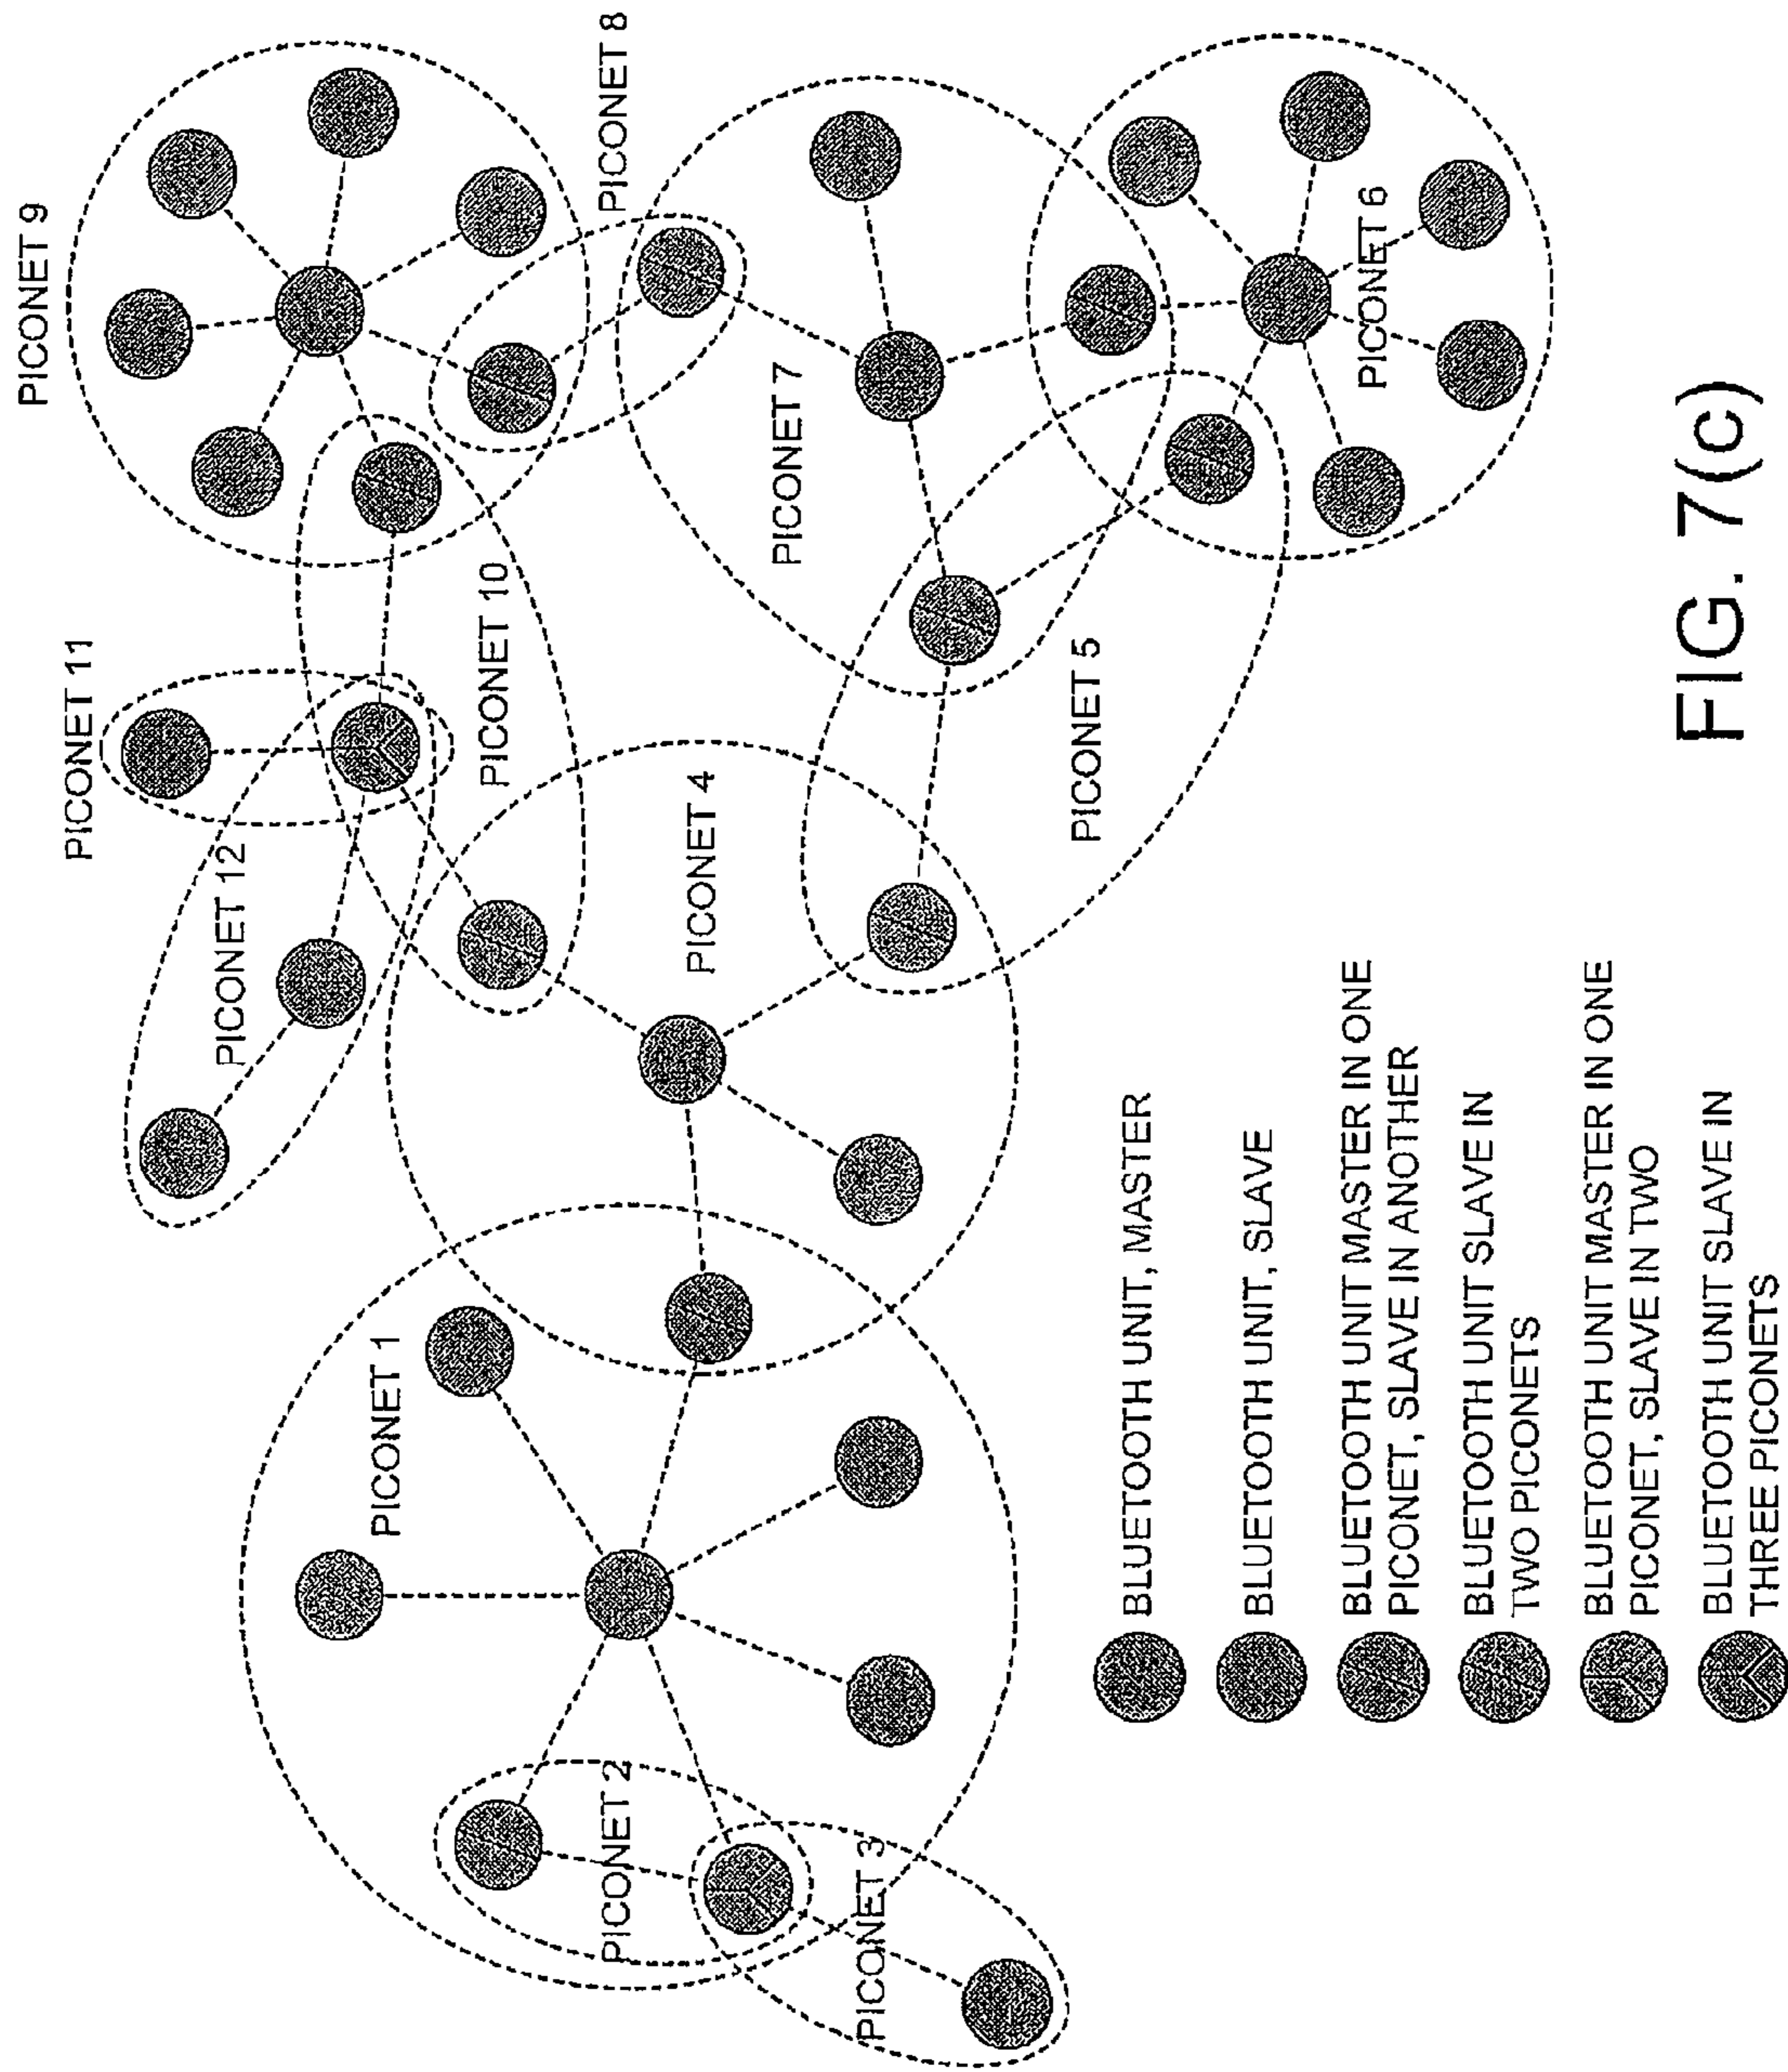 PICONET 1
PICONET 2
PICONET 3
PICONET 4
PICONET 5
PICONET 6
PICONET 7
PICONET 8
PICONET 9
PICONET 10
PICONET 11
PICONET 12
BLUETOOTH UNIT, MASTER
BLUETOOTH UNIT, SLAVE
BLUETOOTH UNIT MASTER IN ONE
PICONET, SLAVE IN ANOTHER
BLUETOOTH UNIT SLAVE IN
TWO PICONETS
BLUETOOTH UNIT MASTER IN ONE
PICONET, SLAVE IN TWO
BLUETOOTH UNIT SLAVE IN
THREE PICONETS
FIG. 7(c)